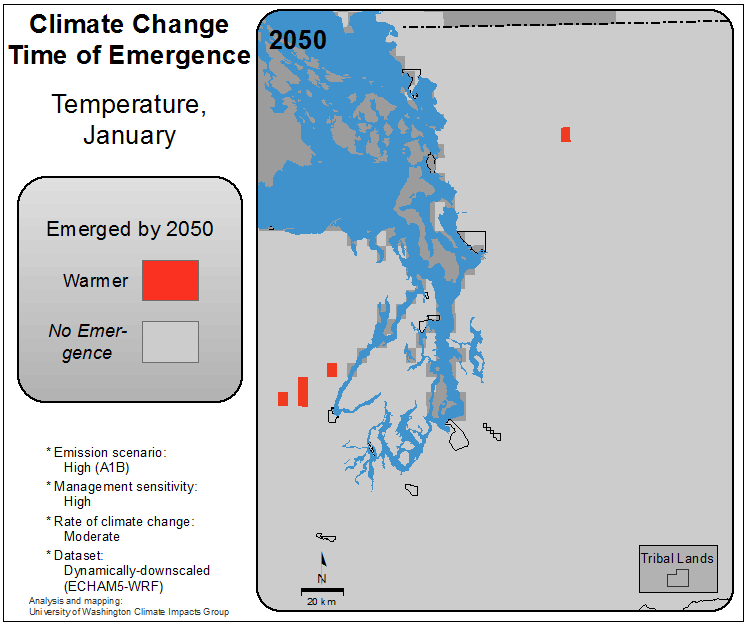 Climate Change
Time of Emergence
Temperature,
January
Emerged by 2050
Warmer
No Emer-
gence
* Emission scenario:
High (A1B)
* Management sensitivity:
High
* Rate of climate change:
Moderate
* Dataset:
Dynamically-downscaled
(ECHAM5-WRF)
Analysis and mapping:
University of Washington Climate Impacts Group
2050
N
20 km
Tribal Lands